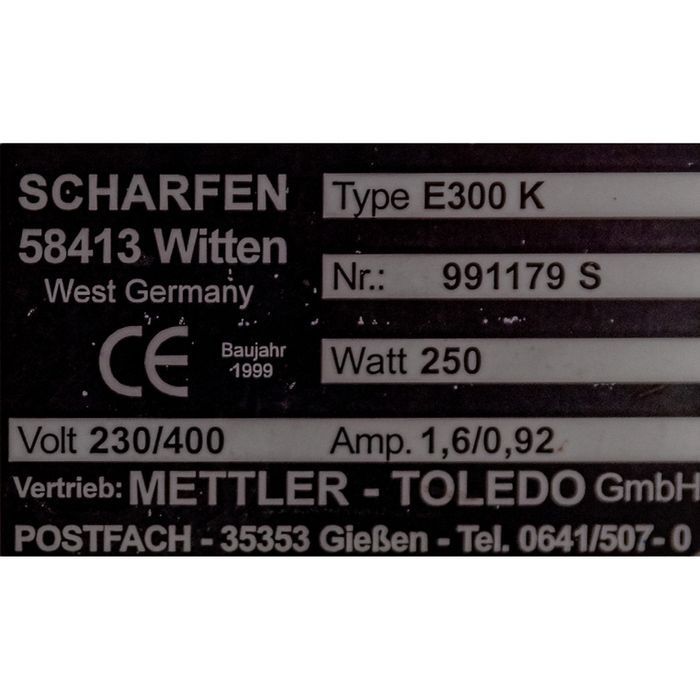 SCHARFEN
58413 Witten
West Germany
CE Baujahr
1999
Type E300 K
Nr.: 991179 S
Watt 250
Volt 230/400 Amp. 1,6/0,92
Vertrieb: METTLER - TOLEDO GmbH
POSTFACH - 35353 Gießen - Tel. 0641/507- 0